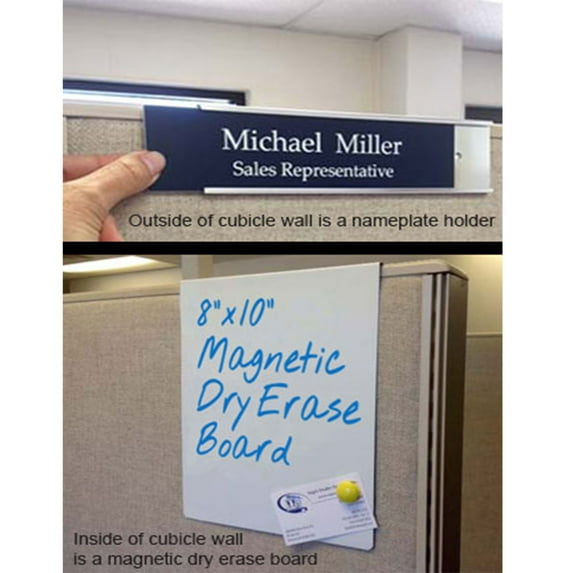 Michael Miller
Sales Representative
Outside of cubicle wall is a nameplate holder
8"x10"
Magnetic
Dry Erase
Board
Inside of cubicle wall
is a magnetic dry erase board